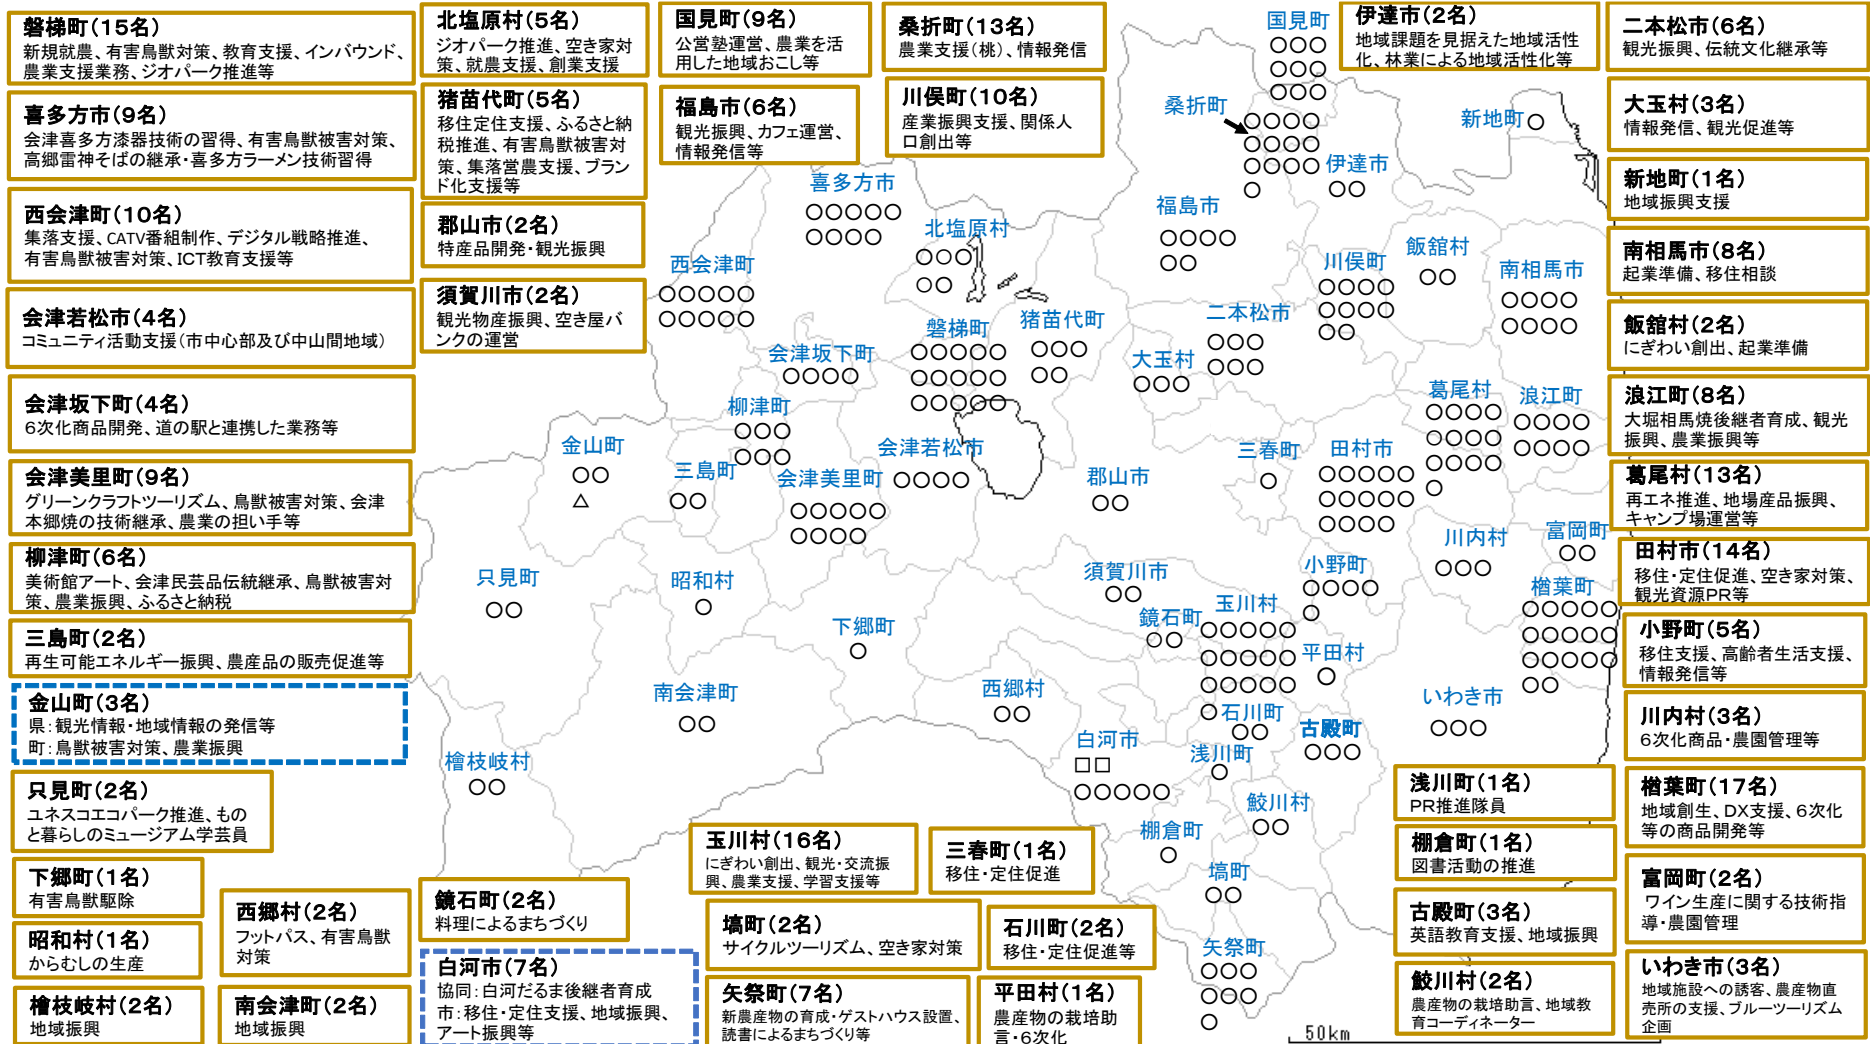 磐梯町(15名)
新規就農、有害鳥獣対策、教育支援、インバウンド、
農業支援業務、ジオパーク推進等
喜多方市(9名)
会津喜多方漆器技術の習得、有害鳥獣被害対策、
高郷雷神そばの継承・喜多方ラーメン技術習得
西会津町(10名)
集落支援、CATV番組制作、デジタル戦略推進、
有害鳥獣被害対策、ICT教育支援等
会津若松市(4名)
コミュニティ活動支援(市中心部及び中山間地域)
会津坂下町(4名)
6次化商品開発、道の駅と連携した業務等
会津美里町(9名)
グリーンクラフトツーリズム、鳥獣被害対策、会津
本郷焼の技術継承、農業の担い手等
柳津町(6名)
美術館アート、会津民芸品伝統継承、鳥獣被害対
策、農業振興、ふるさと納税
三島町(2名)
再生可能エネルギー振興、農産品の販売促進等
金山町(3名)
県:観光情報・地域情報の発信等
町:鳥獣被害対策、農業振興
只見町(2名)
ユネスコエコパーク推進、もの
と暮らしのミュージアム学芸員
下郷町(1名)
有害鳥獣駆除
昭和村(1名)
からむしの生産
檜枝岐村(2名)
地域振興
西郷村(2名)
フットパス、有害鳥獣
対策
南会津町(2名)
地域振興
北塩原村(5名)
ジオパーク推進、空き家対
策、就農支援、創業支援
猪苗代町(5名)
移住定住支援、ふるさと納
税推進、有害鳥獣被害対
策、集落営農支援、ブラン
ド化支援等
郡山市(2名)
特産品開発・観光振興
須賀川市(2名)
観光物産振興、空き屋バ
ンクの運営
国見町(9名)
公営塾運営、農業を活
用した地域おこし等
福島市(6名)
観光振興、カフェ運営、
情報発信等
桑折町(13名)
農業支援(桃)、情報発信
川俣町(10名)
産業振興支援、関係人
口創出等
伊達市(2名)
地域課題を見据えた地域活性
化、林業による地域活性化等
二本松市(6名)
観光振興、伝統文化継承等
大玉村(3名)
情報発信、観光促進等
新地町(1名)
地域振興支援
南相馬市(8名)
起業準備、移住相談
飯舘村(2名)
にぎわい創出、起業準備
浪江町(8名)
大堀相馬焼後継者育成、観光
振興、農業振興等
葛尾村(13名)
再エネ推進、地場産品振興、
キャンプ場運営等
田村市(14名)
移住・定住促進、空き家対策、
観光資源PR等
小野町(5名)
移住支援、高齢者生活支援、
情報発信等
川内村(3名)
6次化商品・農園管理等
楢葉町(17名)
地域創生、DX支援、6次化
等の商品開発等
富岡町(2名)
ワイン生産に関する技術指
導・農園管理
いわき市(3名)
地域施設への誘客、農産物直
売所の支援、ブルーツーリズム
企画
浅川町(1名)
PR推進隊員
棚倉町(1名)
図書活動の推進
古殿町(3名)
英語教育支援、地域振興
鮫川村(2名)
農産物の栽培助言、地域教
育コーディネーター
鏡石町(2名)
料理によるまちづくり
白河市(7名)
協同:白河だるま後継者育成
市:移住・定住支援、地域振興、
アート振興等
玉川村(16名)
にぎわい創出、観光・交流振
興、農業支援、学習支援等
三春町(1名)
移住・定住促進
塙町(2名)
サイクルツーリズム、空き家対策
石川町(2名)
移住・定住促進等
矢祭町(7名)
新農産物の育成・ゲストハウス設置、
読書によるまちづくり等
平田村(1名)
農産物の栽培助
言・6次化
国見町
桑折町
新地町
伊達市
喜多方市
福島市
北塩原村
飯舘村
西会津町
川俣町
南相馬市
二本松市
磐梯町
猪苗代町
会津坂下町
大玉村
葛尾村
浪江町
柳津町
金山町
会津若松市
三春町
田村市
三島町
会津美里町
郡山市
富岡町
川内村
只見町
昭和村
須賀川市
小野町
楢葉町
玉川村
鏡石町
下郷町
平田村
南会津町
西郷村
いわき市
石川町
古殿町
白河市
浅川町
檜枝岐村
鮫川村
棚倉町
塙町
矢祭町
50km